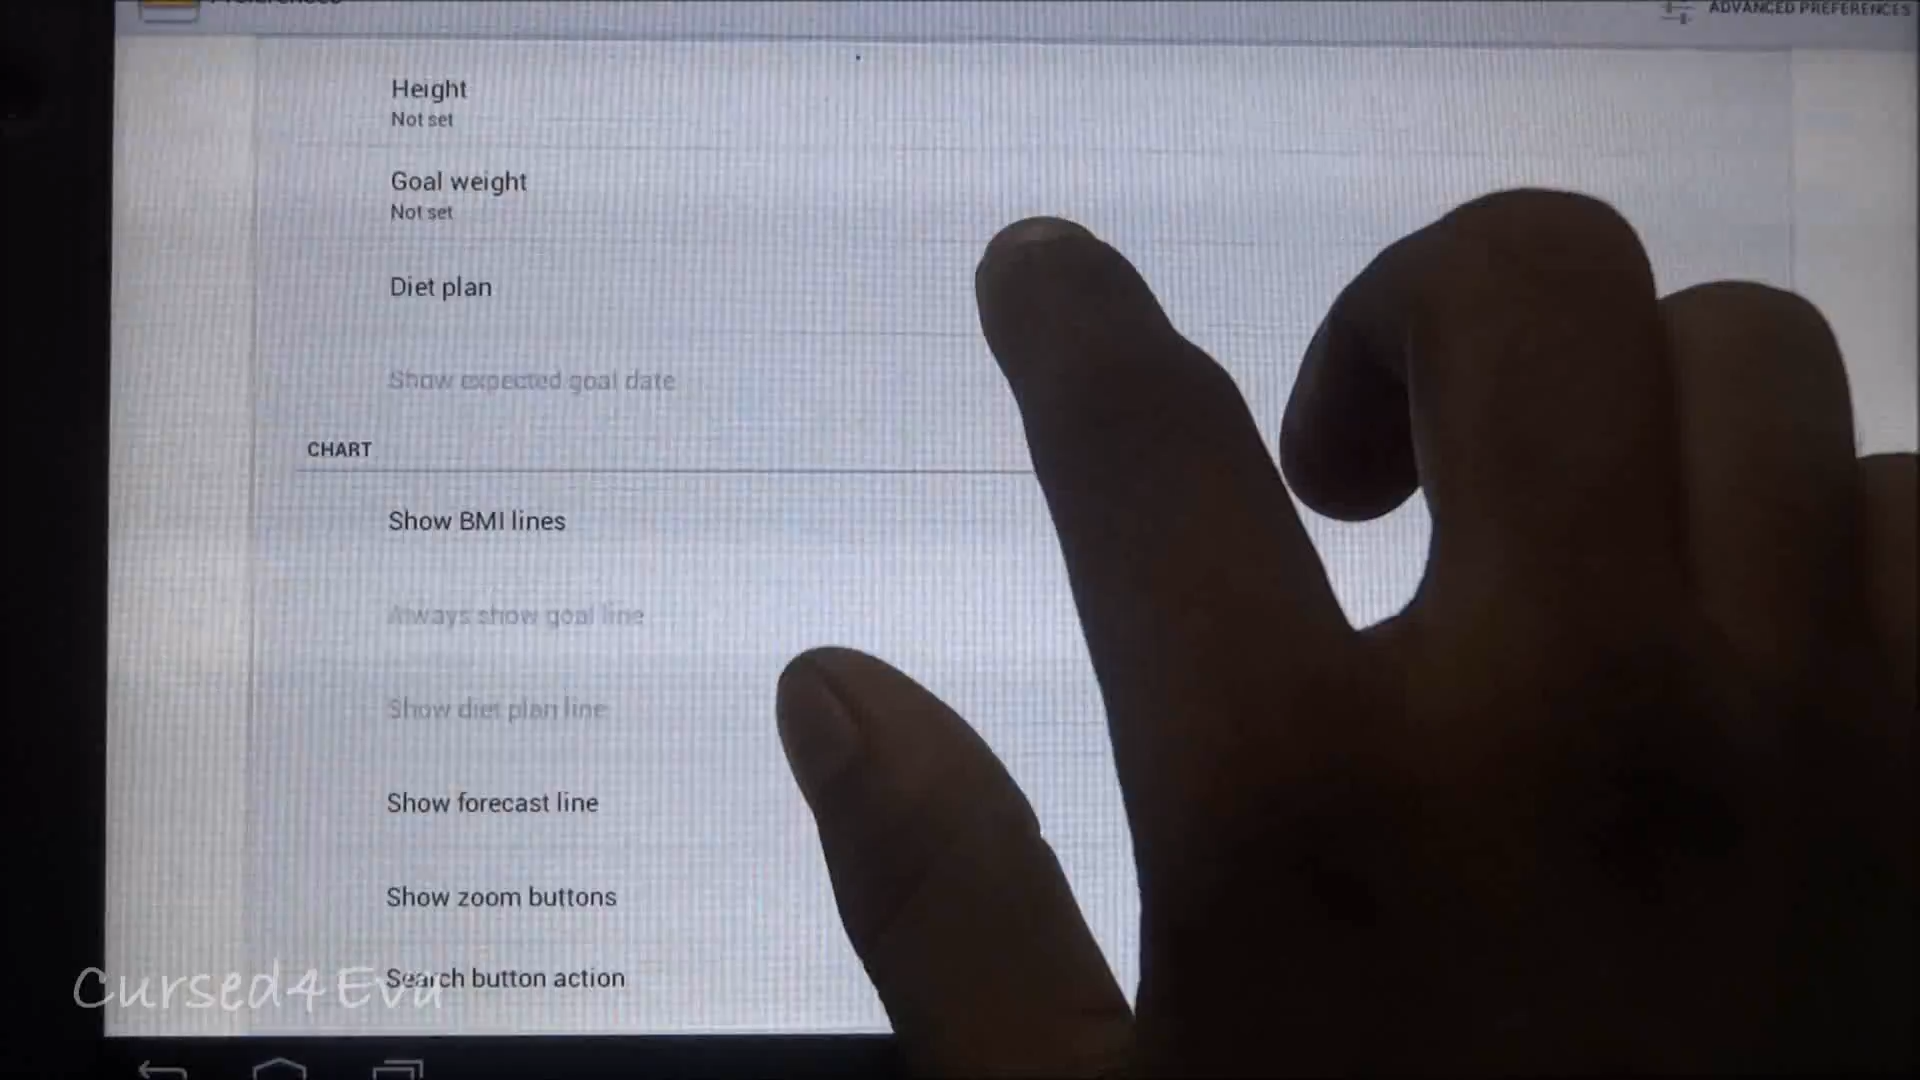 Preferences
ADVANCED PREFERENCES
Height
Not set
Goal weight
Not set
Diet plan
Show expected goal date
CHART
Show BMI lines
Always show goal line
Show diet plan line
Show forecast line
Show zoom buttons
Search button action
Cursed4Eva